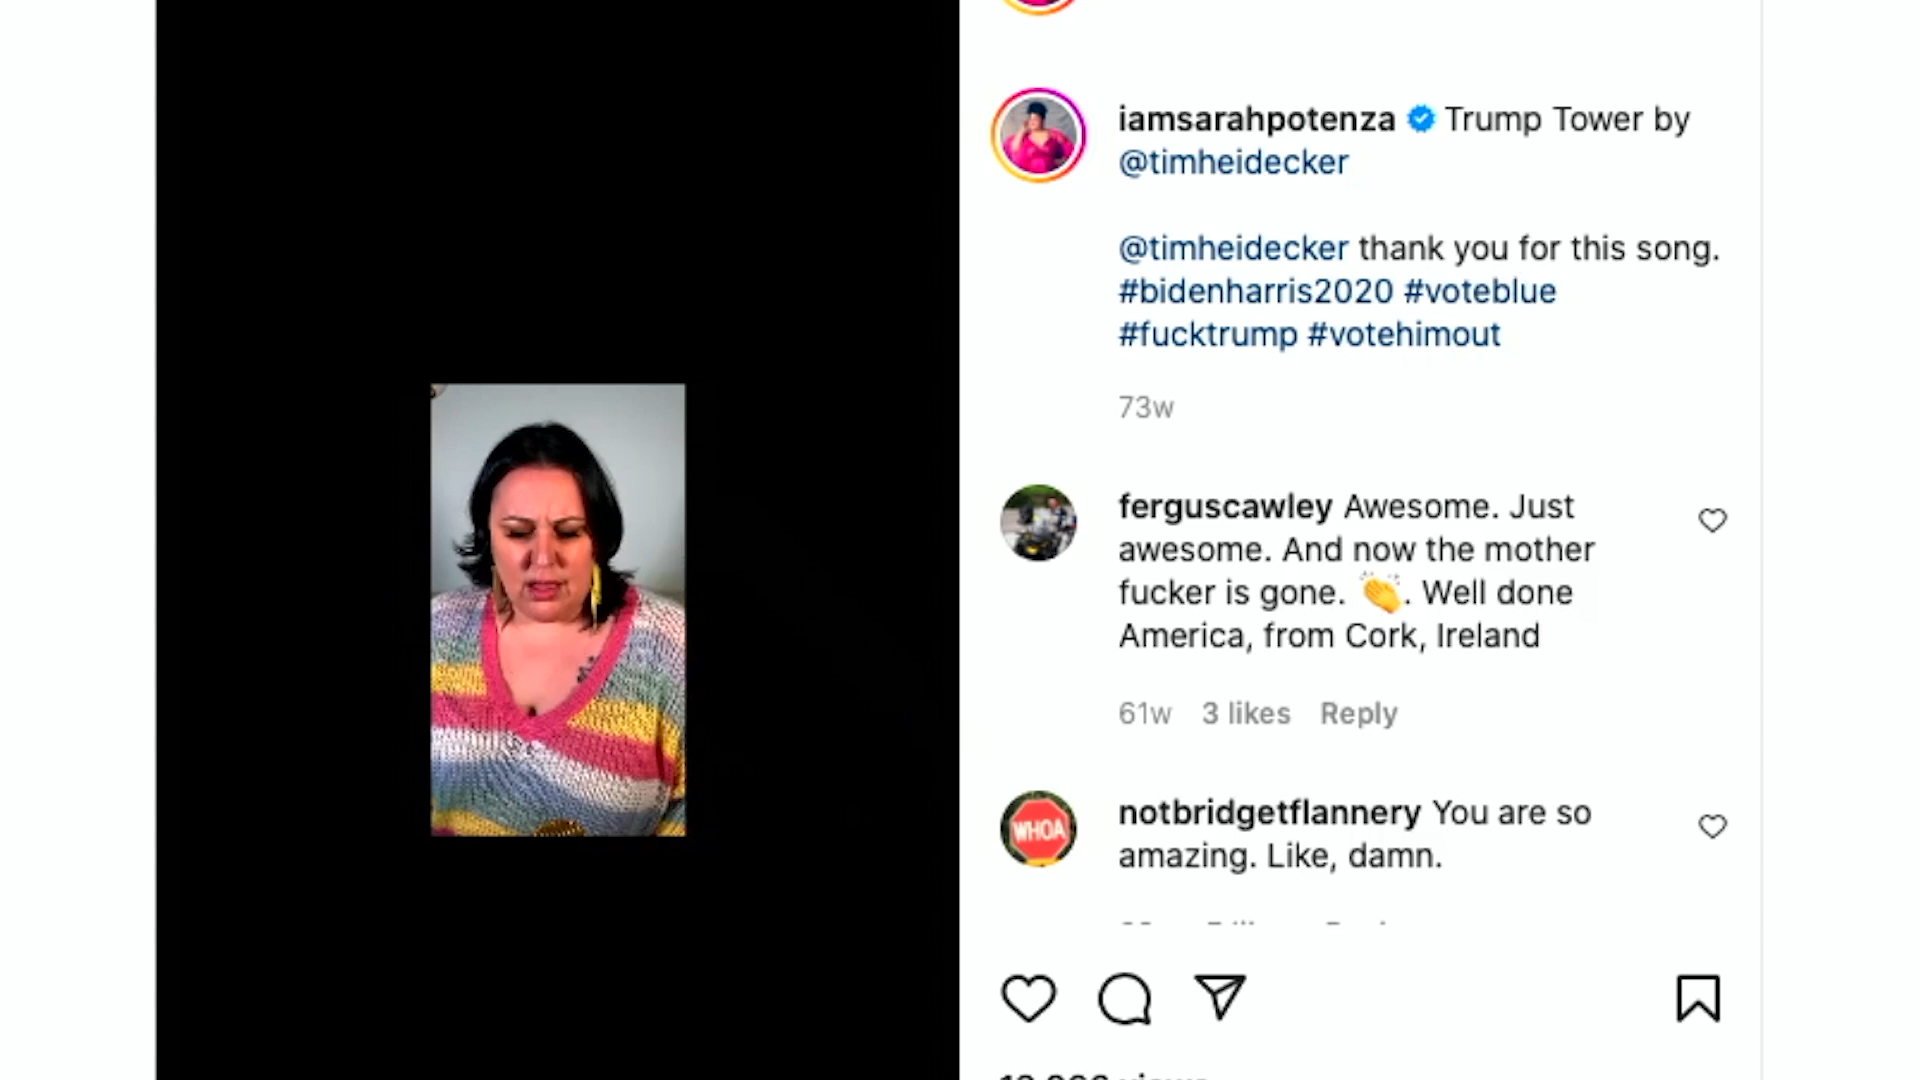 iamsarahpotenza Trump Tower by
@timheidecker
@timheidecker thank you for this song.
#bidenharris2020 #voteblue
#fucktrump #votehimout
73w
ferguscawley Awesome. Just
awesome. And now the mother
fucker is gone. 👏. Well done
America, from Cork, Ireland
61w 3 likes Reply
WHOA
notbridgetflannery You are so
amazing. Like, damn.
views